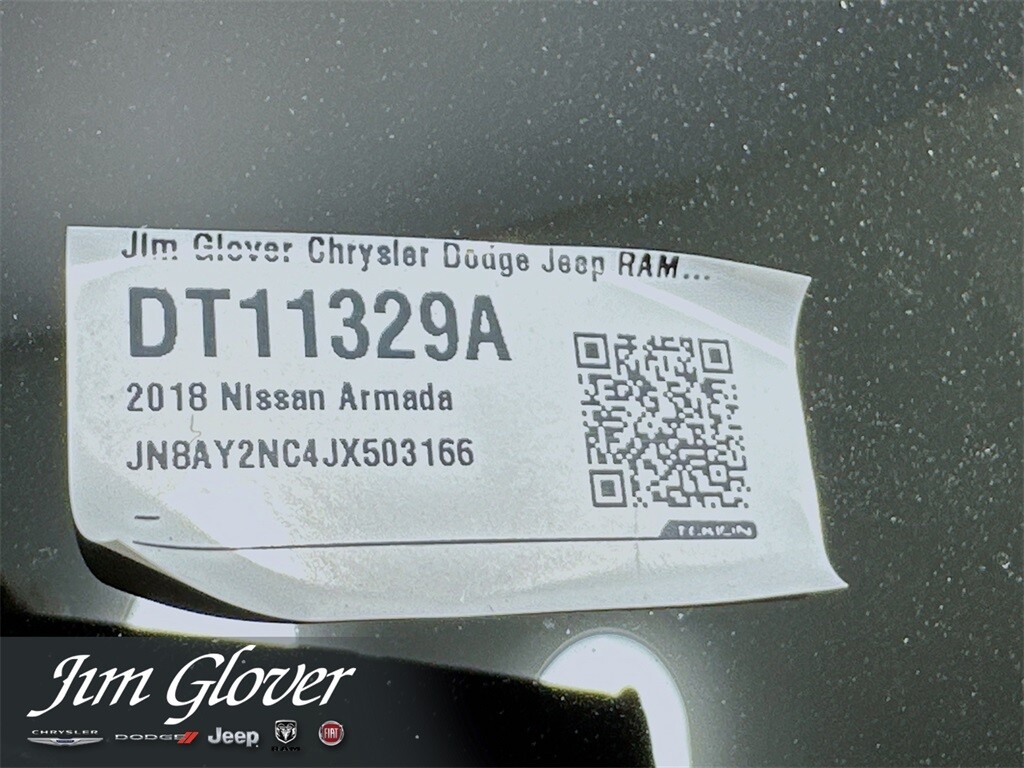 Jim Glover Chrysler Dodge Jeep RAM...
DT11329A
2018 Nissan Armada
JN8AY2NC4JX503166
Jim Glover
CHRYSLER DODGE Jeep RAM FIAT